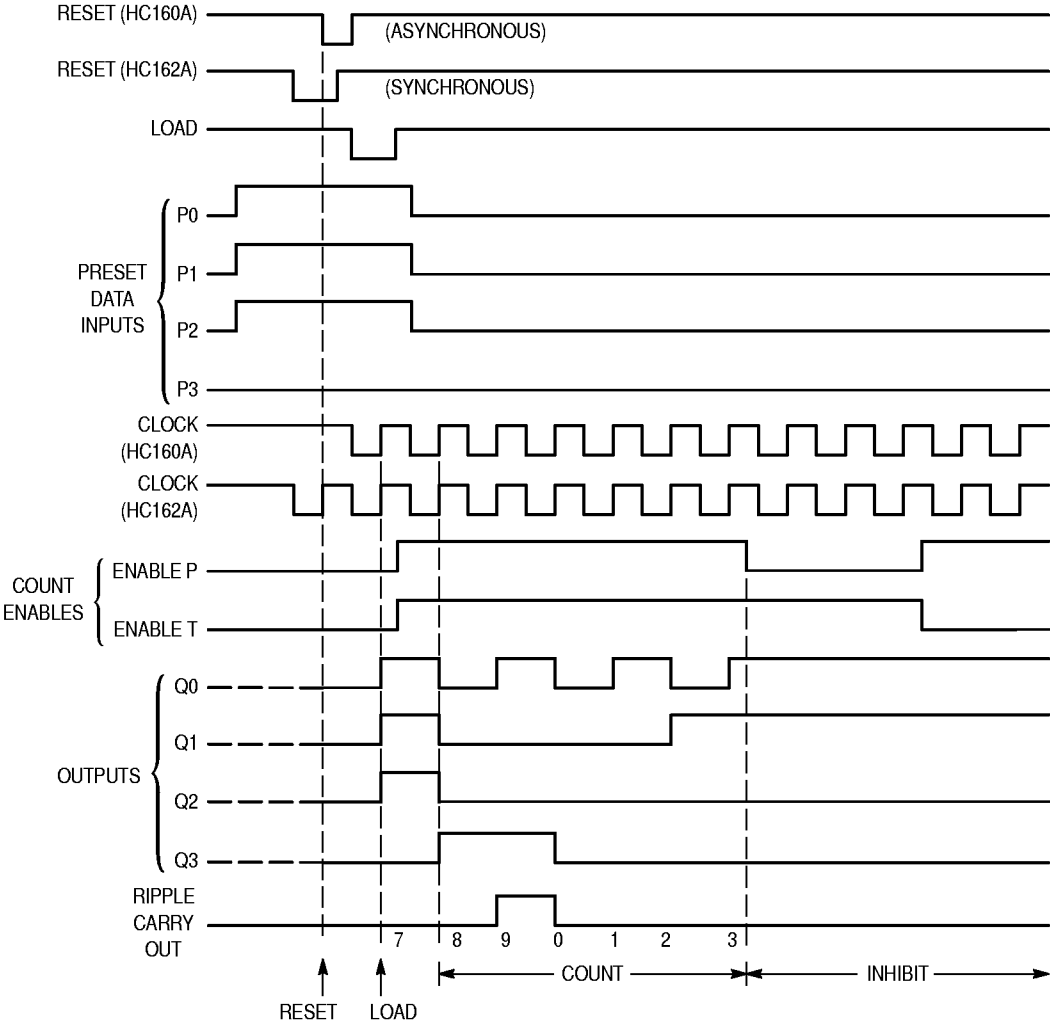 RESET (HC160A)
(ASYNCHRONOUS)
RESET (HC162A)
(SYNCHRONOUS)
LOAD
PRESET
DATA
INPUTS
P0
P1
P2
P3
CLOCK
(HC160A)
CLOCK
(HC162A)
COUNT
ENABLES
ENABLE P
ENABLE T
OUTPUTS
Q0
Q1
Q2
Q3
RIPPLE
CARRY
OUT
7 8 9 0 1 2 3
COUNT INHIBIT
RESET LOAD